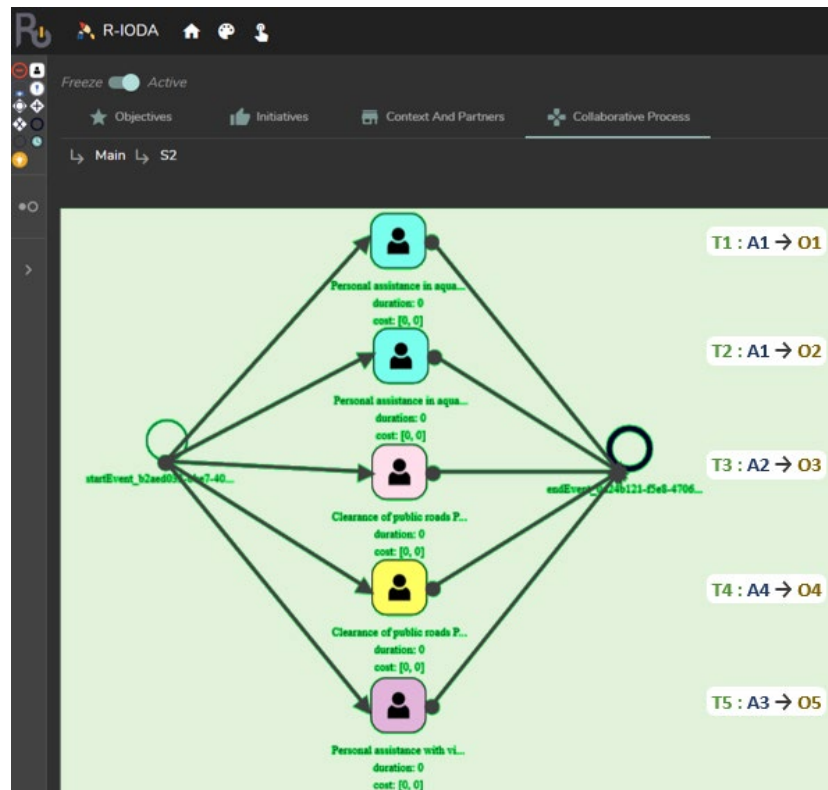 R-IODA
Freeze Active
Objectives Initiatives Context And Partners Collaborative Process
Main S2
T1 : A1 → O1
Personal assistance in aqua...
duration: 0
cost: [0, 0]
T2 : A1 → O2
Personal assistance in aqua...
duration: 0
cost: [0, 0]
T3 : A2 → O3
Clearance of public roads P...
duration: 0
cost: [0, 0]
T4 : A4 → O4
Clearance of public roads P...
duration: 0
cost: [0, 0]
T5 : A3 → O5
Personal assistance with vi...
duration: 0
cost: [0, 0]